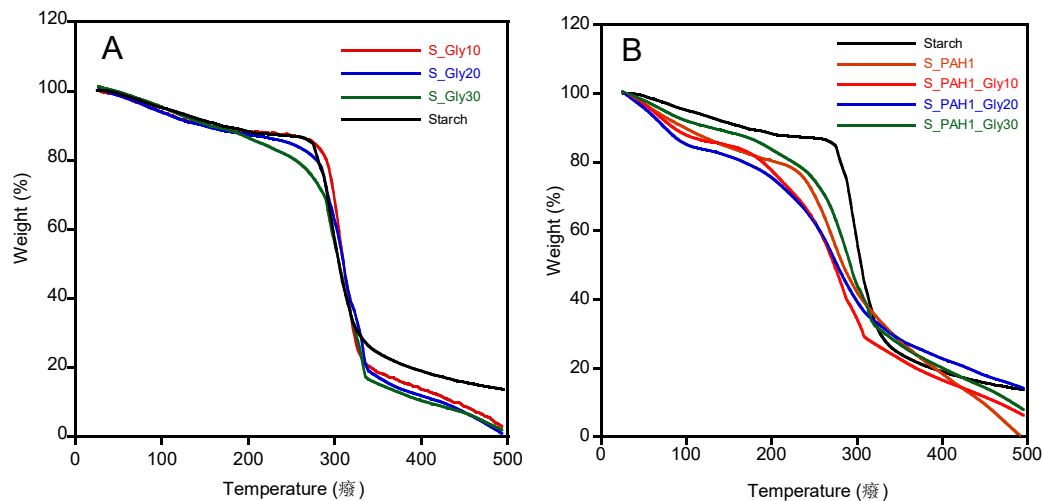 A
S_Gly10
S_Gly20
S_Gly30
Starch
120
100
80
60
40
20
0
0 100 200 300 400 500
Weight (%)
Temperature (癈)
B
Starch
S_PAH1
S_PAH1_Gly10
S_PAH1_Gly20
S_PAH1_Gly30
120
100
80
60
40
20
0
0 100 200 300 400 500
Weight (%)
Temperature (癈)